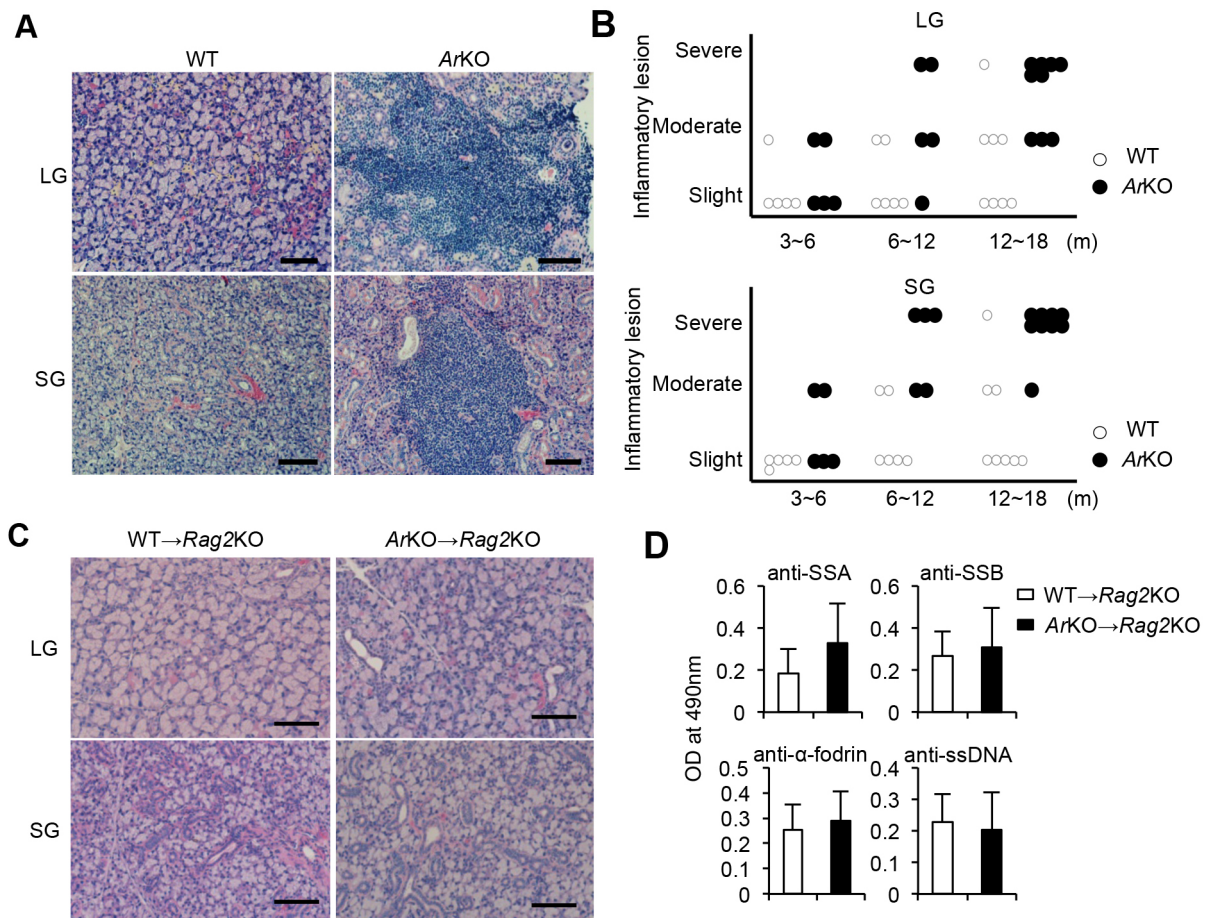 A
WT
ArKO
LG
SG
B
LG
Inflammatory lesion
Severe
Moderate
Slight
3~6
6~12
12~18
(m)
WT
ArKO
SG
Inflammatory lesion
Severe
Moderate
Slight
3~6
6~12
12~18
(m)
WT
ArKO
C
WT→Rag2KO
ArKO→Rag2KO
LG
SG
D
OD at 490nm
anti-SSA
0.6
0.4
0.2
0
anti-SSB
0.6
0.4
0.2
0
WT→Rag2KO
ArKO→Rag2KO
anti-α-fodrin
0.5
0.4
0.3
0.2
0.1
0
anti-ssDNA
0.4
0.3
0.2
0.1
0